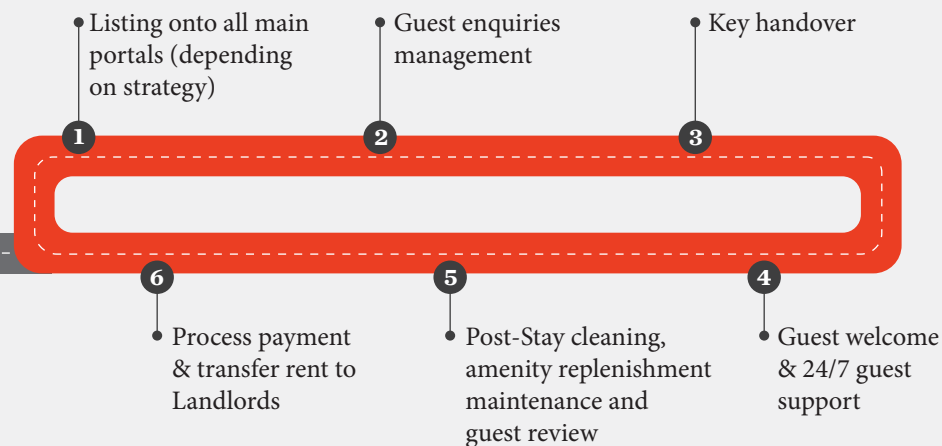 Listing onto all main
portals (depending
on strategy)
Guest enquiries
management
Key handover
1
2
3
6
5
4
Process payment
& transfer rent to
Landlords
Post-Stay cleaning,
amenity replenishment
maintenance and
guest review
Guest welcome
& 24/7 guest
support